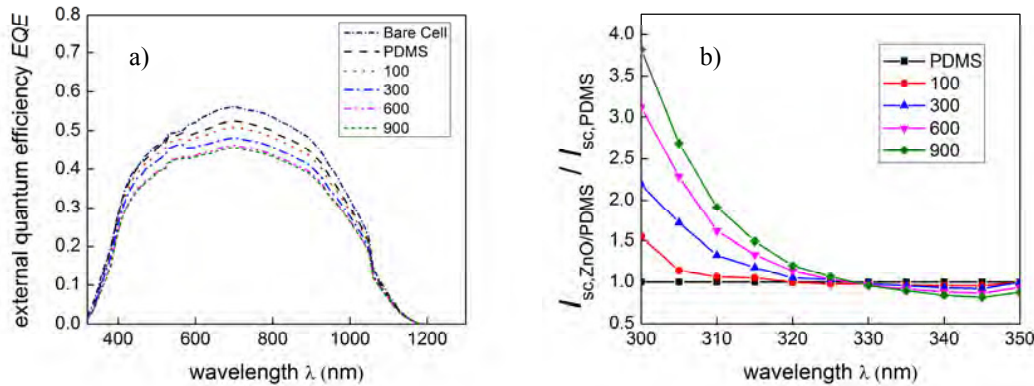 a)
external quantum efficiency EQE
0.8
0.7
0.6
0.5
0.4
0.3
0.2
0.1
0.0
400 600 800 1000 1200
wavelength λ (nm)
Bare Cell
PDMS
100
300
600
900
b)
I sc,ZnO/PDMS / I sc,PDMS
4.0
3.5
3.0
2.5
2.0
1.5
1.0
0.5
300 310 320 330 340 350
wavelength λ (nm)
PDMS
100
300
600
900